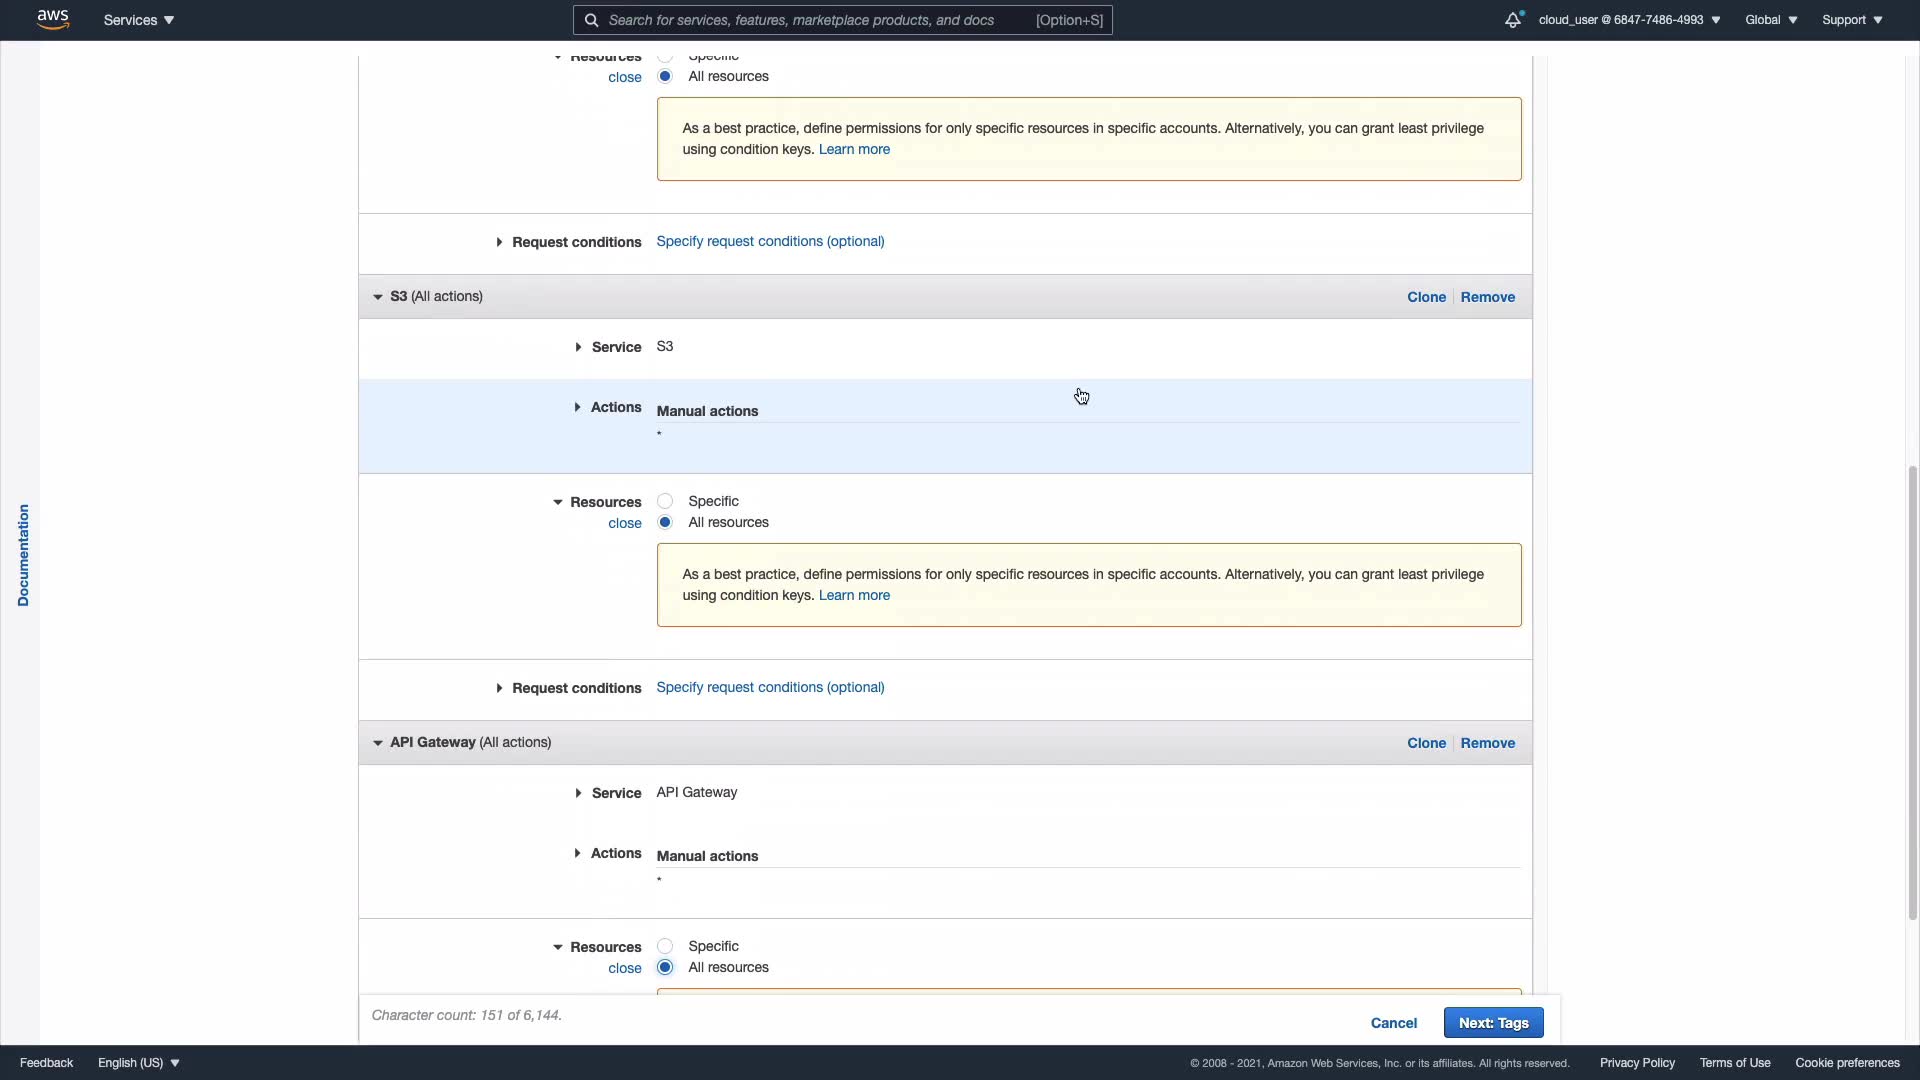 aws
Services
Search for services, features, marketplace products, and docs
[Option+S]
cloud_user @ 6847-7486-4993
Global
Support
Resources
Specific
close
All resources
As a best practice, define permissions for only specific resources in specific accounts. Alternatively, you can grant least privilege
using condition keys. Learn more
Request conditions
Specify request conditions (optional)
S3 (All actions)
Clone
Remove
Service
S3
Actions
Manual actions
*
Resources
Specific
close
All resources
As a best practice, define permissions for only specific resources in specific accounts. Alternatively, you can grant least privilege
using condition keys. Learn more
Request conditions
Specify request conditions (optional)
API Gateway (All actions)
Clone
Remove
Service
API Gateway
Actions
Manual actions
*
Resources
Specific
close
All resources
Documentation
Character count: 151 of 6,144.
Cancel
Next: Tags
Feedback
English (US)
© 2008 - 2021, Amazon Web Services, Inc. or its affiliates. All rights reserved.
Privacy Policy
Terms of Use
Cookie preferences